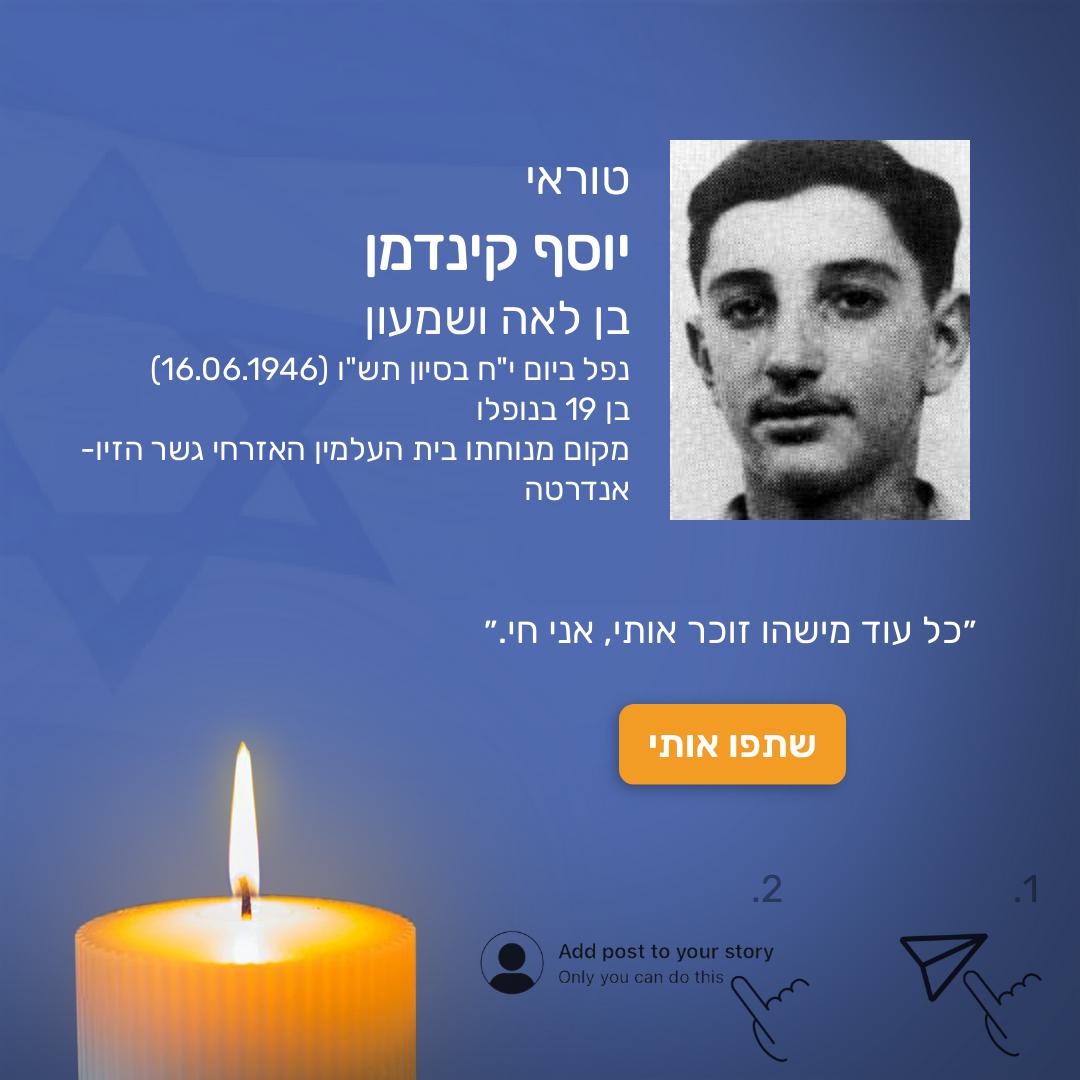 טוראי
יוסף קינדמן
בן לאה ושמעון
נפל ביום י"ח בסיון תש"ו (16.06.1946)
בן 19 בנופלו
מקום מנוחתו בית העלמין האזרחי גשר הזיו-
אנדרטה
״כל עוד מישהו זוכר אותי, אני חי.״
שתפו אותי
1.
2.
Add post to your story
Only you can do this